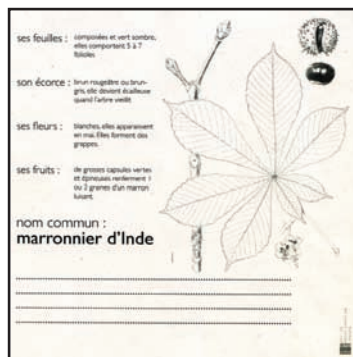 ses feuilles : composées et vert sombre,
elles comportent 5 à 7
folioles
son écorce : brun rougeâtre ou brun-
gris, elle devient écailleuse
quand l'arbre vieillit
ses fleurs : blanches, elles apparaissent
en mai. Elles forment des
grappes.
ses fruits : de grosses capsules vertes
et épineuses renferment 1
ou 2 graines d'un marron
luisant.
nom commun :
marronnier d'Inde